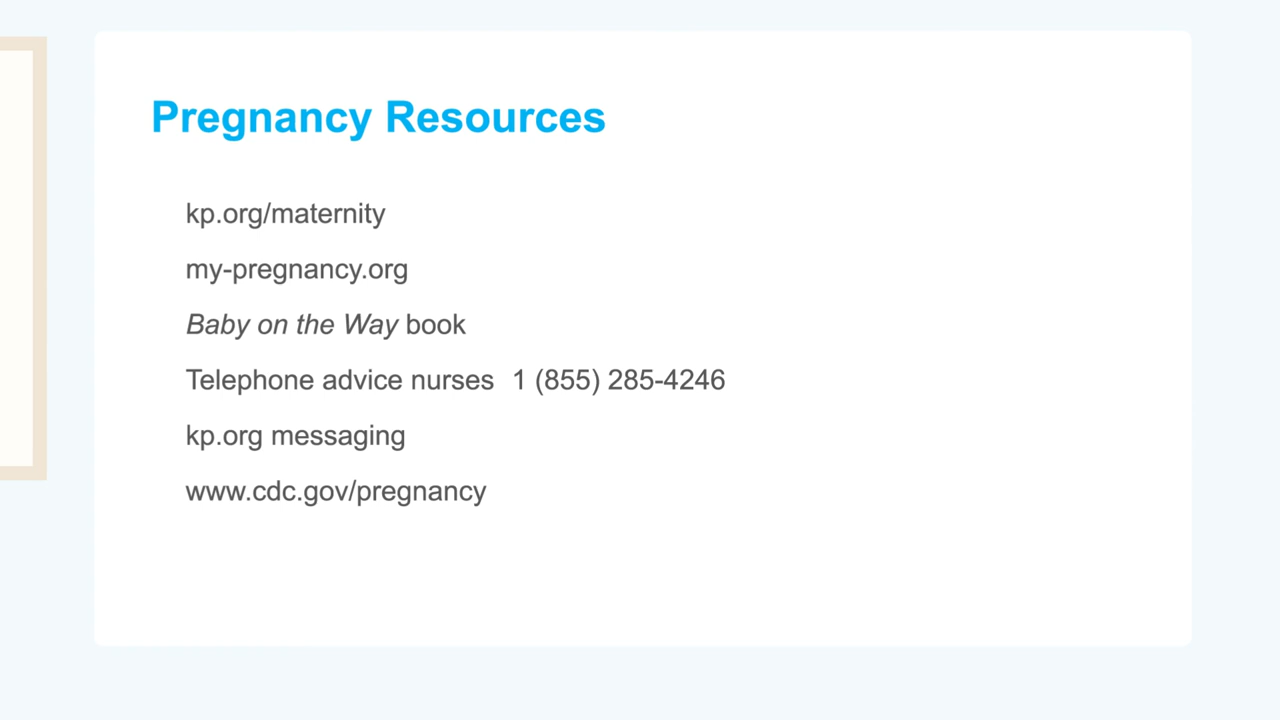 Pregnancy Resources
kp.org/maternity
my-pregnancy.org
Baby on the Way book
Telephone advice nurses 1 (855) 285-4246
kp.org messaging
www.cdc.gov/pregnancy